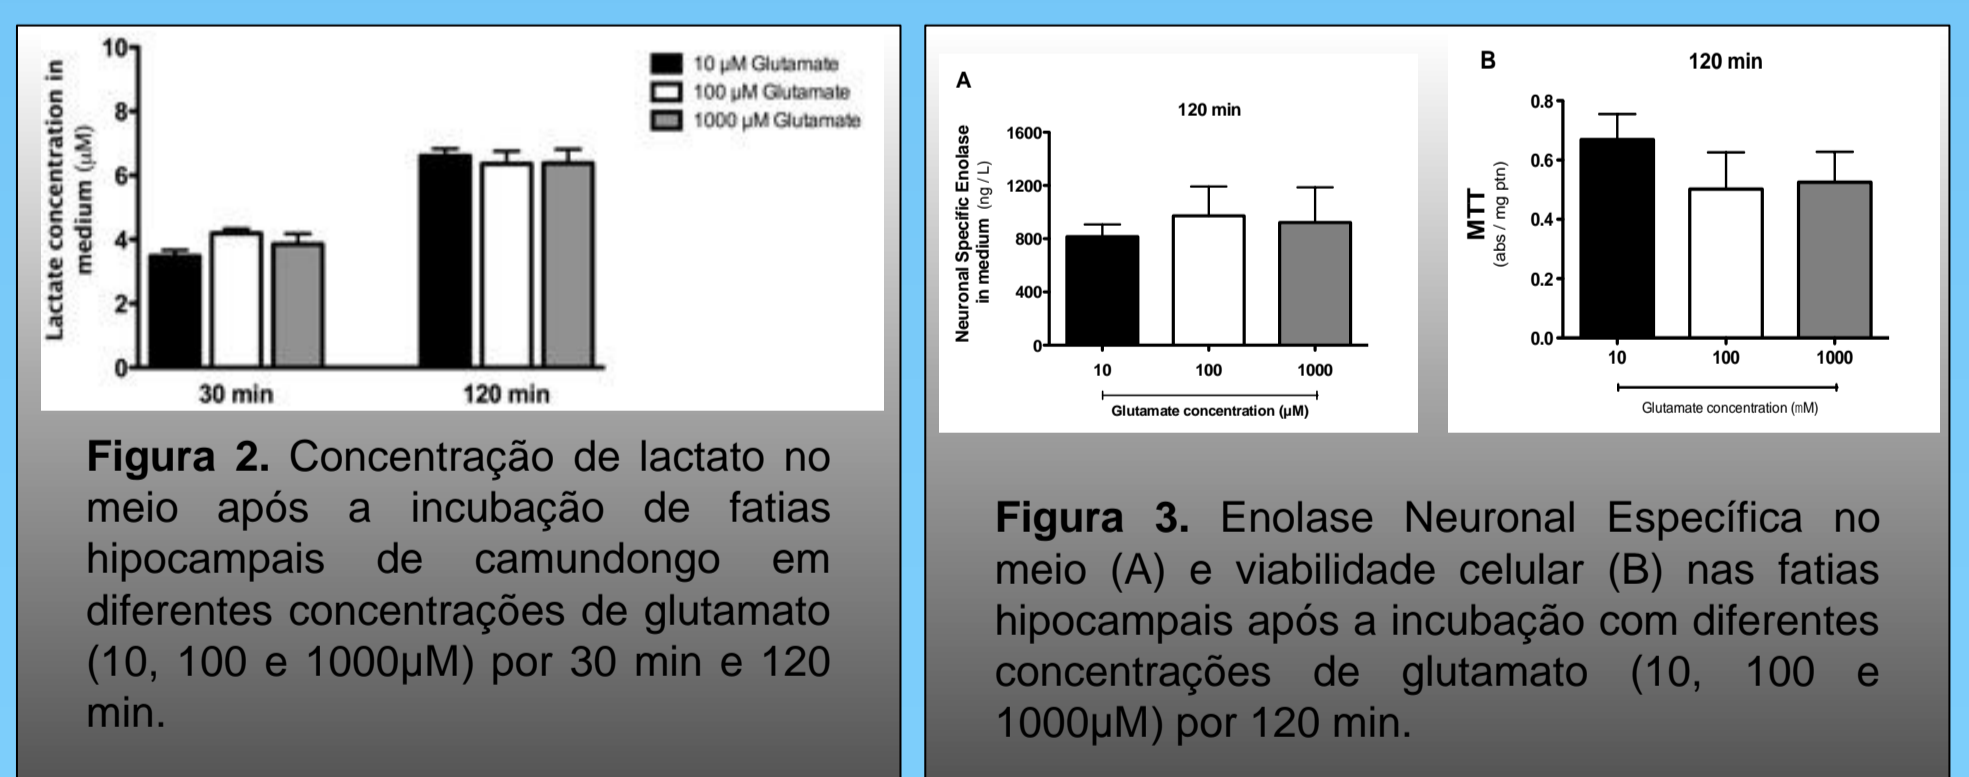 Lactate concentration in
medium (µM)
10
8
6
4
2
0
30 min
120 min
10 µM Glutamate
100 µM Glutamate
1000 µM Glutamate
Figura 2. Concentração de lactato no
meio após a incubação de fatias
hipocampais de camundongo em
diferentes concentrações de glutamato
(10, 100 e 1000µM) por 30 min e 120
min.
A
120 min
Neuronal Specific Enolase
in medium (ng / L)
1600
1200
800
400
0
10 100 1000
Glutamate concentration (µM)
B
120 min
MTT
(abs / mg ptn)
0.8
0.6
0.4
0.2
0.0
10 100 1000
Glutamate concentration (mM)
Figura 3. Enolase Neuronal Específica no
meio (A) e viabilidade celular (B) nas fatias
hipocampais após a incubação com diferentes
concentrações de glutamato (10, 100 e
1000µM) por 120 min.